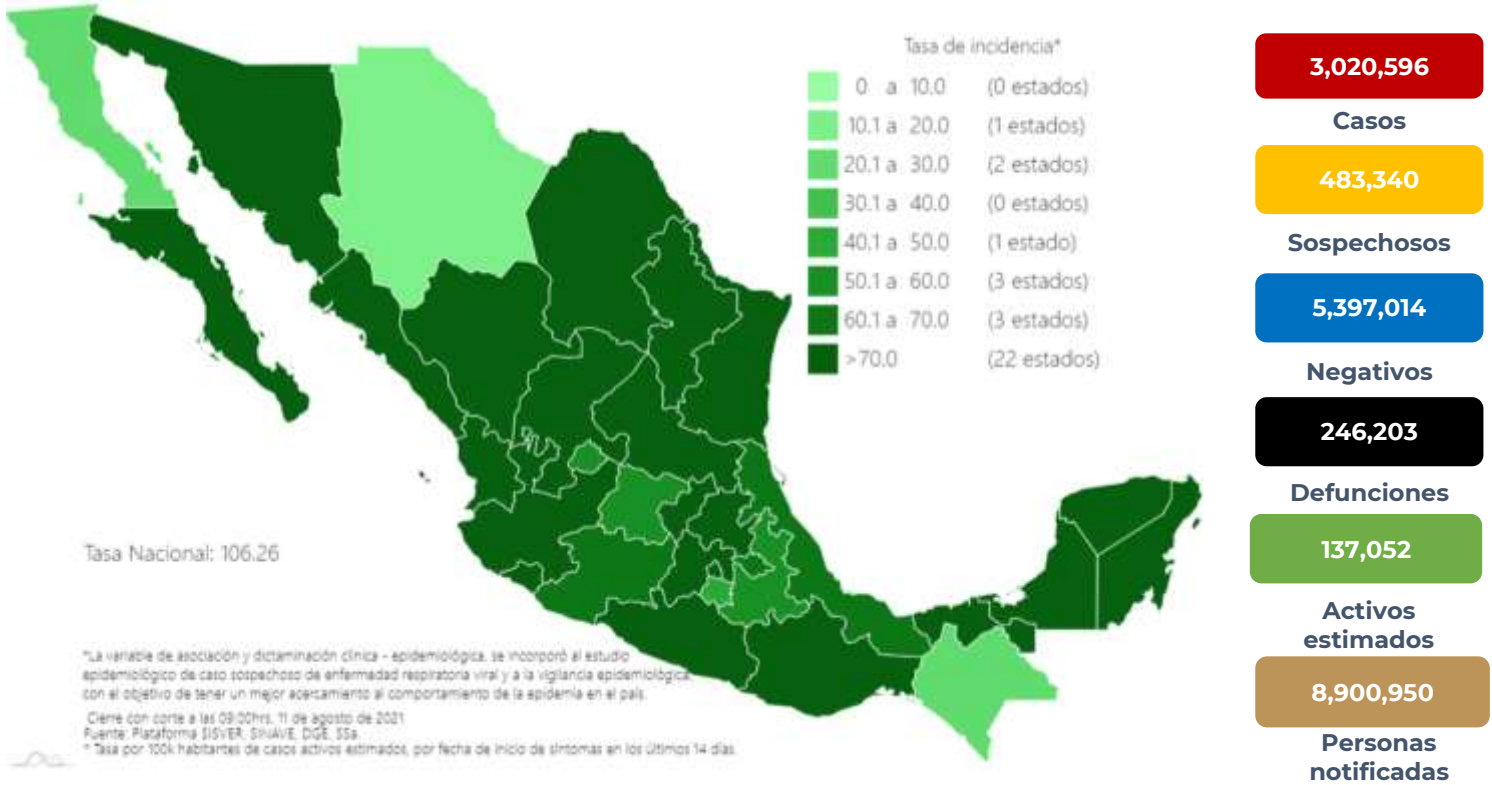 Tasa de incidencia*
0 a 10.0 (0 estados)
10.1 a 20.0 (1 estados)
20.1 a 30.0 (2 estados)
30.1 a 40.0 (0 estados)
40.1 a 50.0 (1 estado)
50.1 a 60.0 (3 estados)
60.1 a 70.0 (3 estados)
>70.0 (22 estados)
Tasa Nacional: 106.26
*La variable de asociación y dictaminación clínica – epidemiológica, se incorporó al estudio
epidemiológico de caso sospechoso de enfermedad respiratoria viral y a la vigilancia epidemiológica,
con el objetivo de tener un mejor acercamiento al comportamiento de la epidemia en el país.
Cierre con corte a las 09:00hrs, 11 de agosto de 2021
Fuente: Plataforma SISVER, SINAVE, DGE, SSa.
* Tasa por 100k habitantes de casos activos estimados, por fecha de inicio de síntomas en los últimos 14 días.
3,020,596
Casos
483,340
Sospechosos
5,397,014
Negativos
246,203
Defunciones
137,052
Activos
estimados
8,900,950
Personas
notificadas